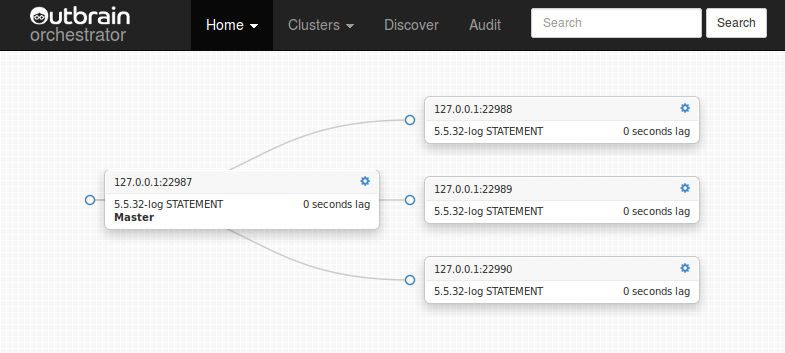 Outbrain
orchestrator
Home Clusters Discover Audit Search Search
127.0.0.1:22988
5.5.32-log STATEMENT 0 seconds lag
127.0.0.1:22987
5.5.32-log STATEMENT 0 seconds lag
Master
127.0.0.1:22989
5.5.32-log STATEMENT 0 seconds lag
127.0.0.1:22990
5.5.32-log STATEMENT 0 seconds lag